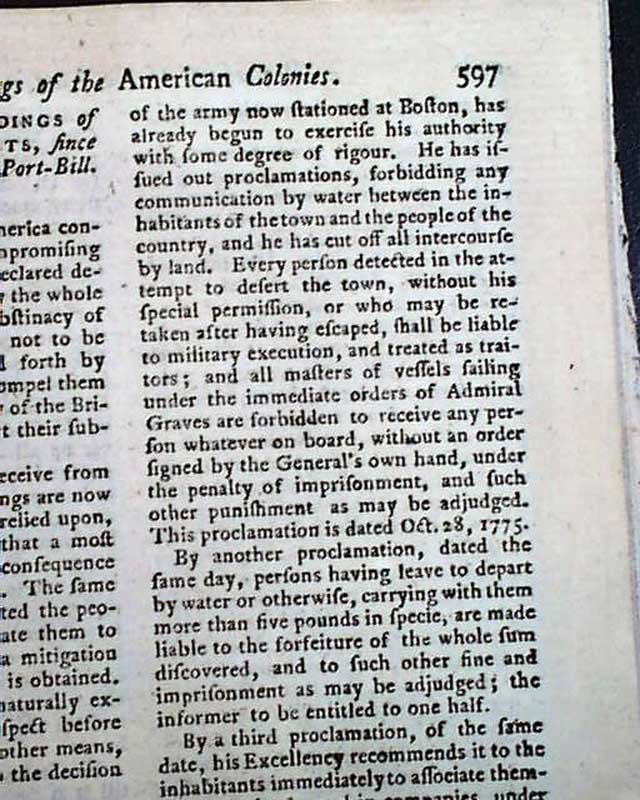 gs of the American Colonies.
597
DINGS of
TS, ſince
Port-Bill.
nerica con-
npromiſing
eclared de-
the whole
bſtinacy of
not to be
forth by
ompel them
of the Bri-
t their ſub-
eceive from
ngs are now
relied upon,
that a moſt
conſequence
. The ſame
ted the peo-
ate them to
a mitigation
is obtained.
naturally ex-
ſpect before
other means,
the deciſion
of the army now ſtationed at Boſton, has
already begun to exerciſe his authority
with ſome degree of rigour. He has iſ-
ſued out proclamations, forbidding any
communication by water between the in-
habitants of the town and the people of the
country, and he has cut off all intercourſe
by land. Every perſon detected in the at-
tempt to deſert the town, without his
ſpecial permiſſion, or who may be re-
taken after having eſcaped, ſhall be liable
to military execution, and treated as trai-
tors; and all maſters of veſſels ſailing
under the immediate orders of Admiral
Graves are forbidden to receive any per-
ſon whatever on board, without an order
ſigned by the General's own hand, under
the penalty of impriſonment, and ſuch
other puniſhment as may be adjudged.
This proclamation is dated Oct. 28, 1775.
By another proclamation, dated the
ſame day, perſons having leave to depart
by water or otherwiſe, carrying with them
more than five pounds in ſpecie, are made
liable to the forfeiture of the whole ſum
diſcovered, and to ſuch other fine and
impriſonment as may be adjudged; the
informer to be entitled to one half.
By a third proclamation, of the ſame
date, his Excellency recommends it to the
inhabitants immediately to aſſociate them-
companies, under